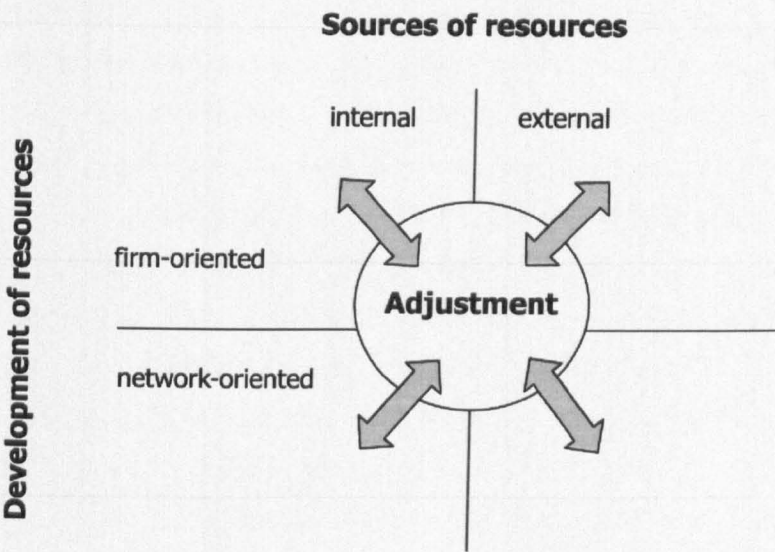 Sources of resources
internal
external
Development of resources
firm-oriented
Adjustment
network-oriented